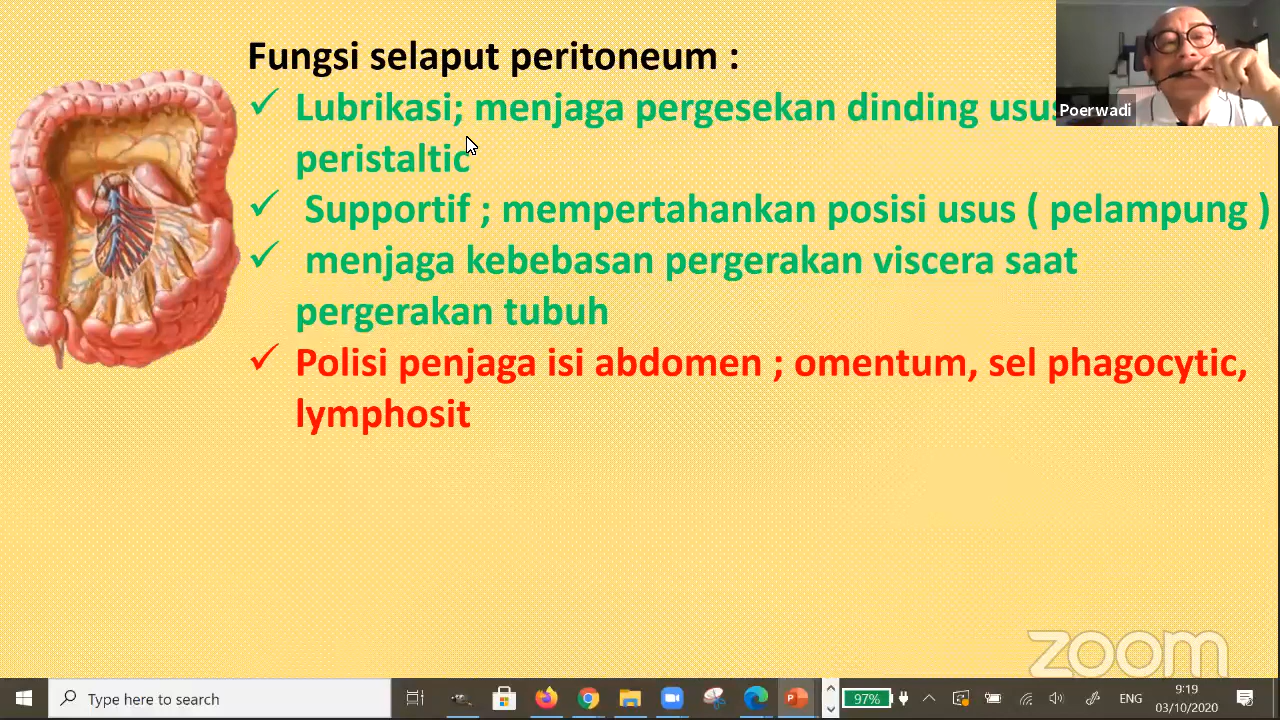 Fungsi selaput peritoneum :
✓ Lubrikasi; menjaga pergesekan dinding usus
peristaltic
✓ Supportif ; mempertahankan posisi usus ( pelampung )
✓ menjaga kebebasan pergerakan viscera saat
pergerakan tubuh
✓ Polisi penjaga isi abdomen ; omentum, sel phagocytic,
lymphosit
Poerwadi
zoom
Type here to search
97%
ENG
9:19
03/10/2020